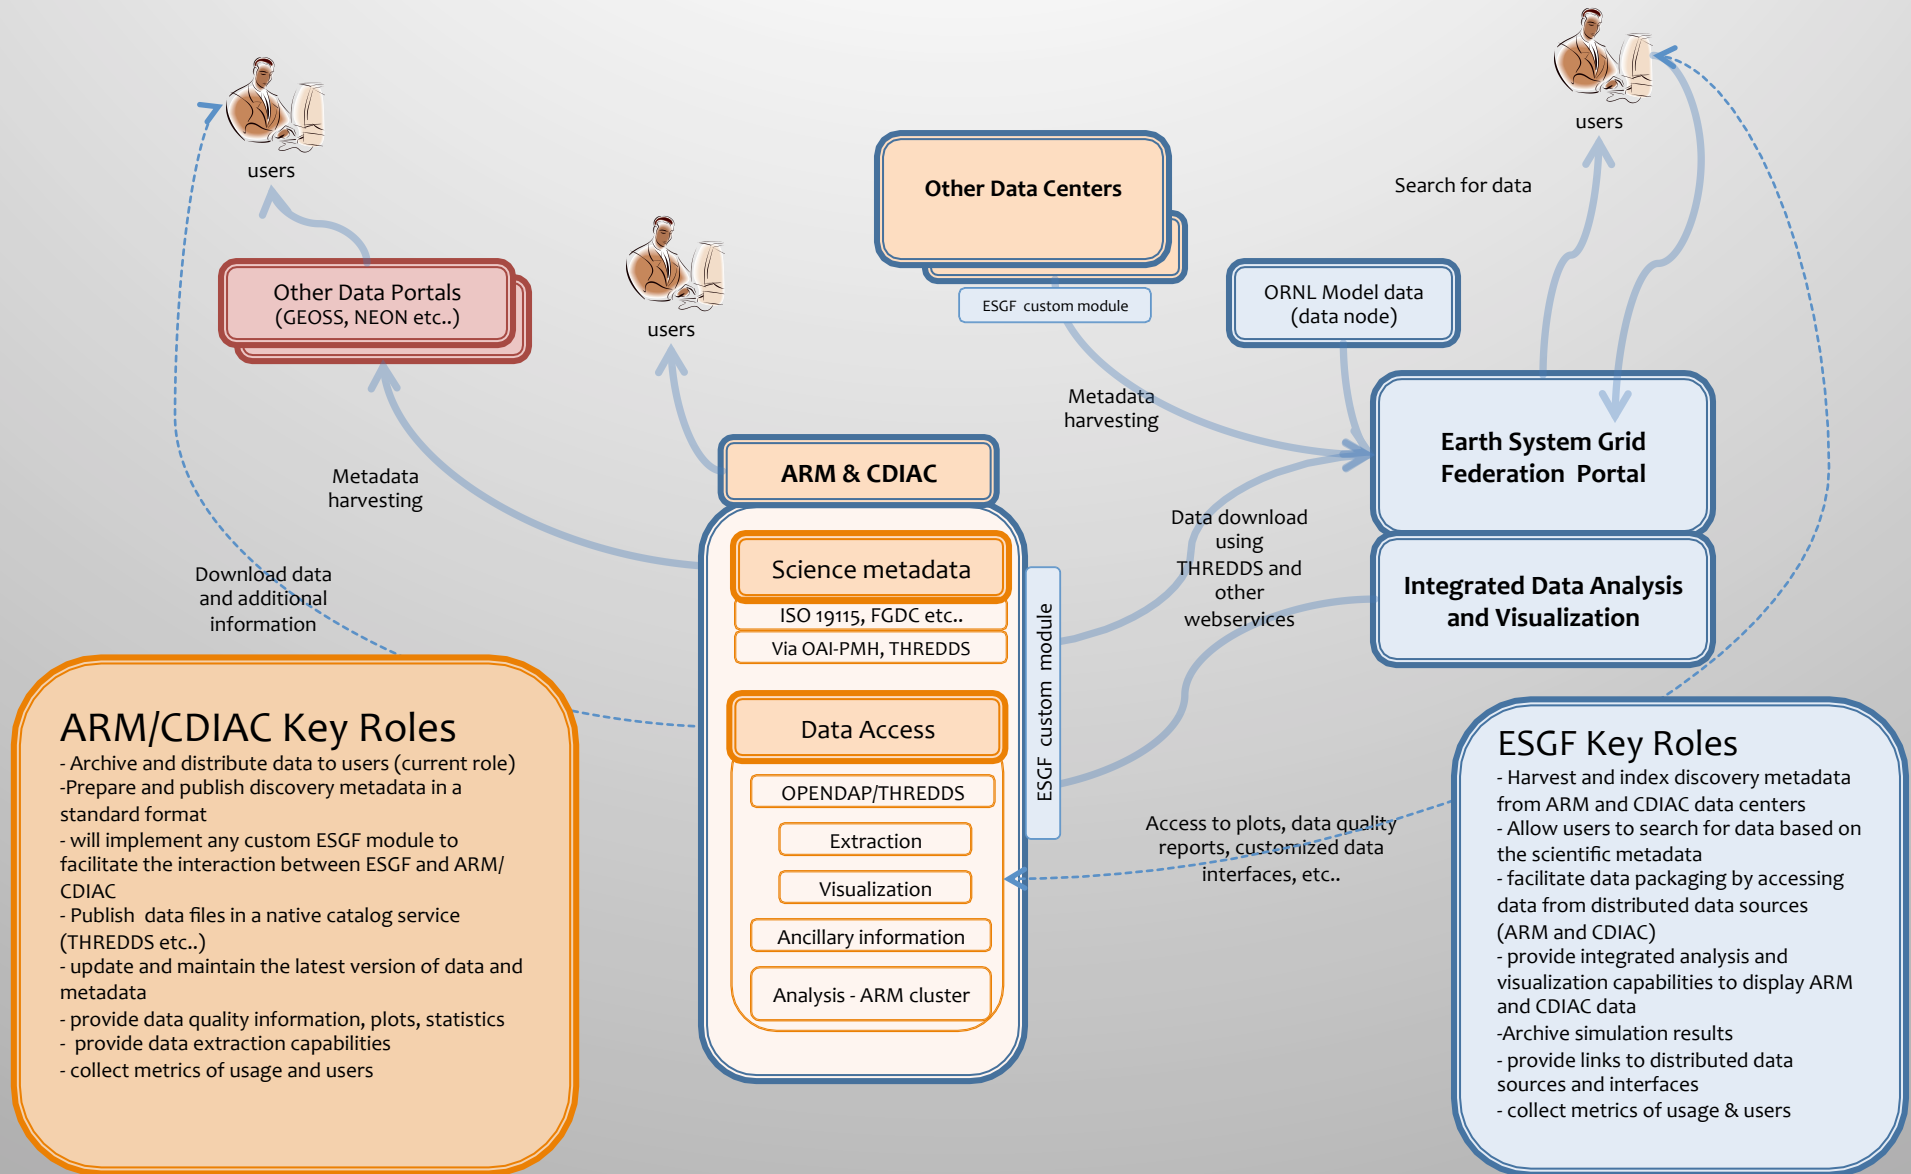 users
users
Search for data
Other Data Centers
ESGF custom module
ORNL Model data
(data node)
users
Other Data Portals
(GEOSS, NEON etc..)
users
Metadata
harvesting
Metadata
harvesting
Earth System Grid
Federation Portal
Integrated Data Analysis
and Visualization
Data download
using
THREDDS and
other
webservices
Download data
and additional
information
ARM & CDIAC
Science metadata
ISO 19115, FGDC etc..
Via OAI-PMH, THREDDS
Data Access
OPENDAP/THREDDS
Extraction
Visualization
Ancillary information
Analysis - ARM cluster
ESGF custom module
Access to plots, data quality
reports, customized data
interfaces, etc..
ARM/CDIAC Key Roles
- Archive and distribute data to users (current role)
-Prepare and publish discovery metadata in a
standard format
- will implement any custom ESGF module to
facilitate the interaction between ESGF and ARM/
CDIAC
- Publish data files in a native catalog service
(THREDDS etc..)
- update and maintain the latest version of data and
metadata
- provide data quality information, plots, statistics
- provide data extraction capabilities
- collect metrics of usage and users
ESGF Key Roles
- Harvest and index discovery metadata
from ARM and CDIAC data centers
- Allow users to search for data based on
the scientific metadata
- facilitate data packaging by accessing
data from distributed data sources
(ARM and CDIAC)
- provide integrated analysis and
visualization capabilities to display ARM
and CDIAC data
-Archive simulation results
- provide links to distributed data
sources and interfaces
- collect metrics of usage & users